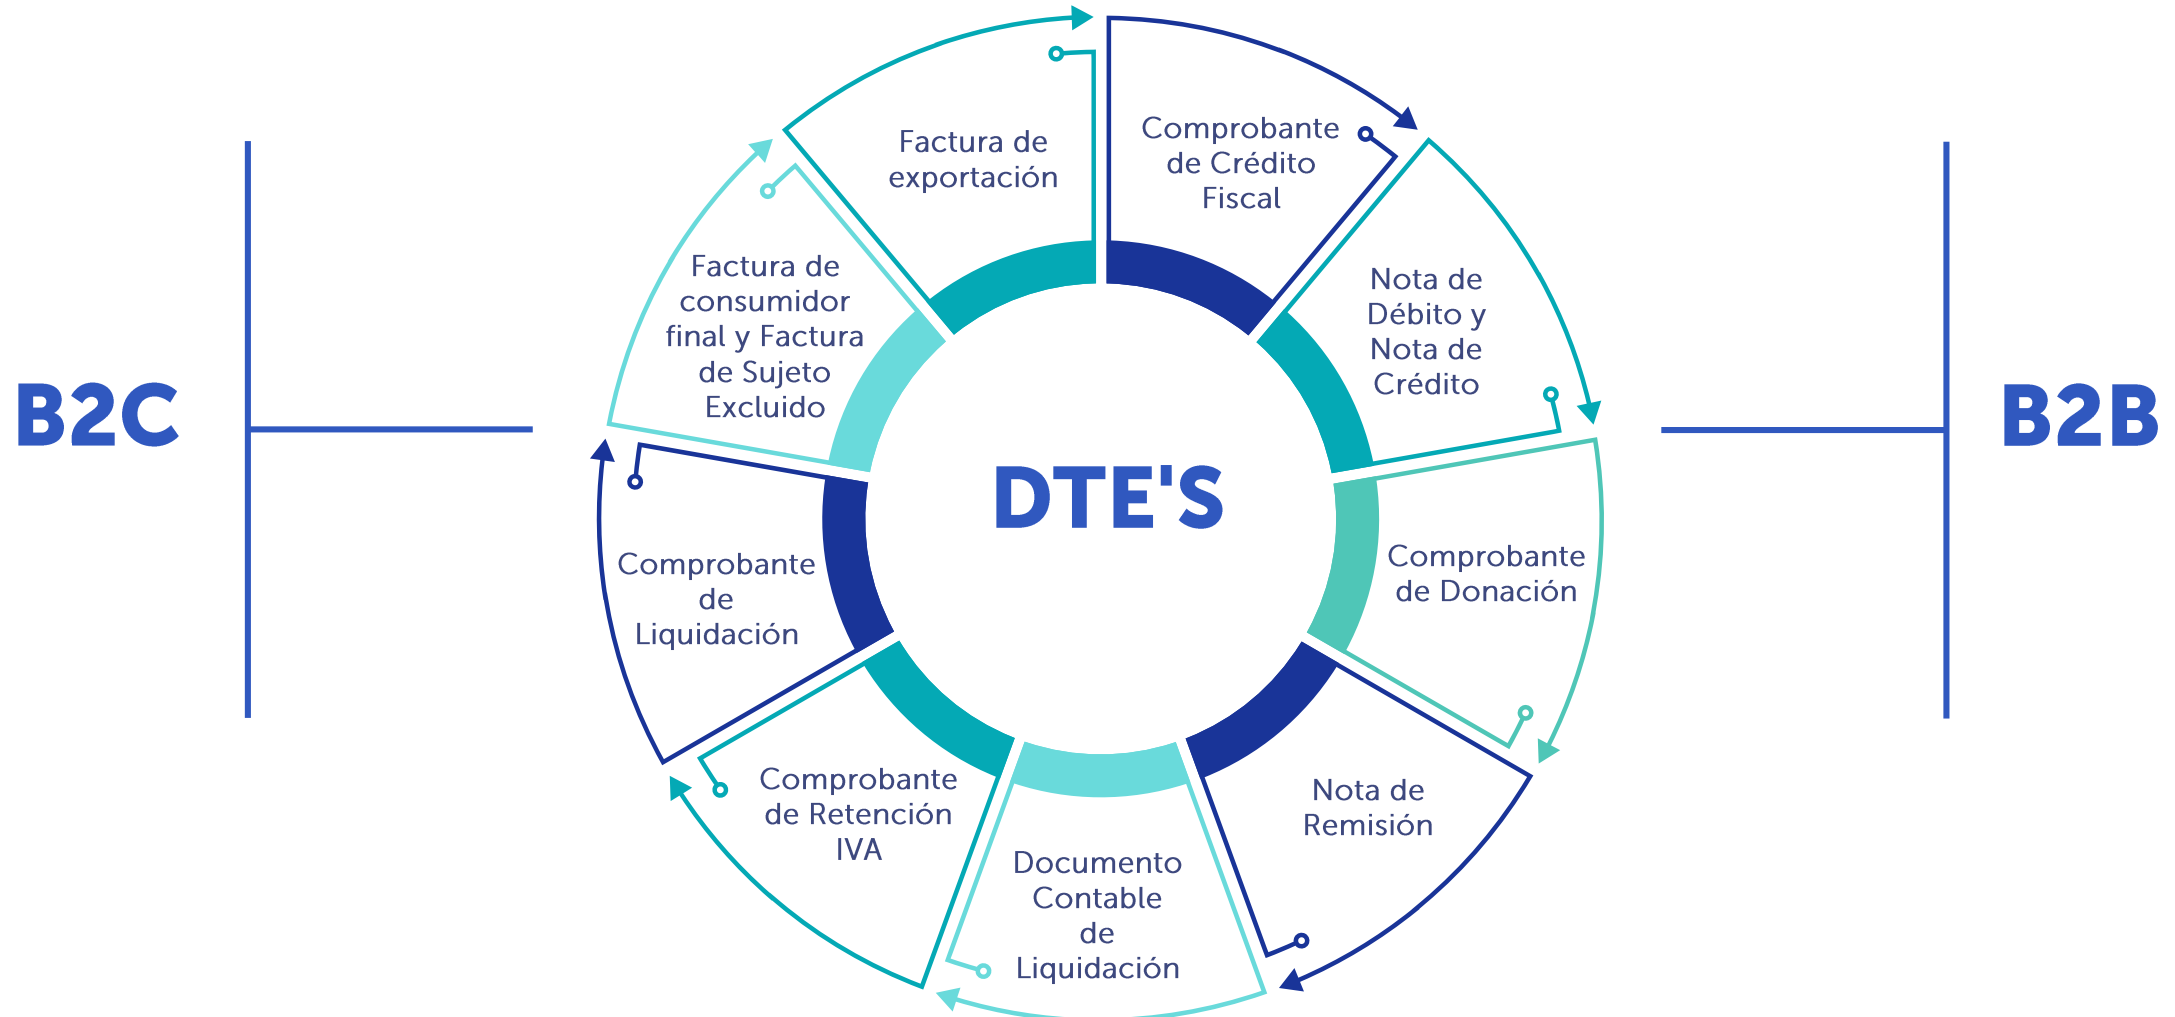 B2C
DTE'S
B2B
Factura de
exportación
Comprobante
de Crédito
Fiscal
Nota de
Débito y
Nota de
Crédito
Comprobante
de Donación
Nota de
Remisión
Documento
Contable
de
Liquidación
Comprobante
de Retención
IVA
Comprobante
de
Liquidación
Factura de
consumidor
final y Factura
de Sujeto
Excluido